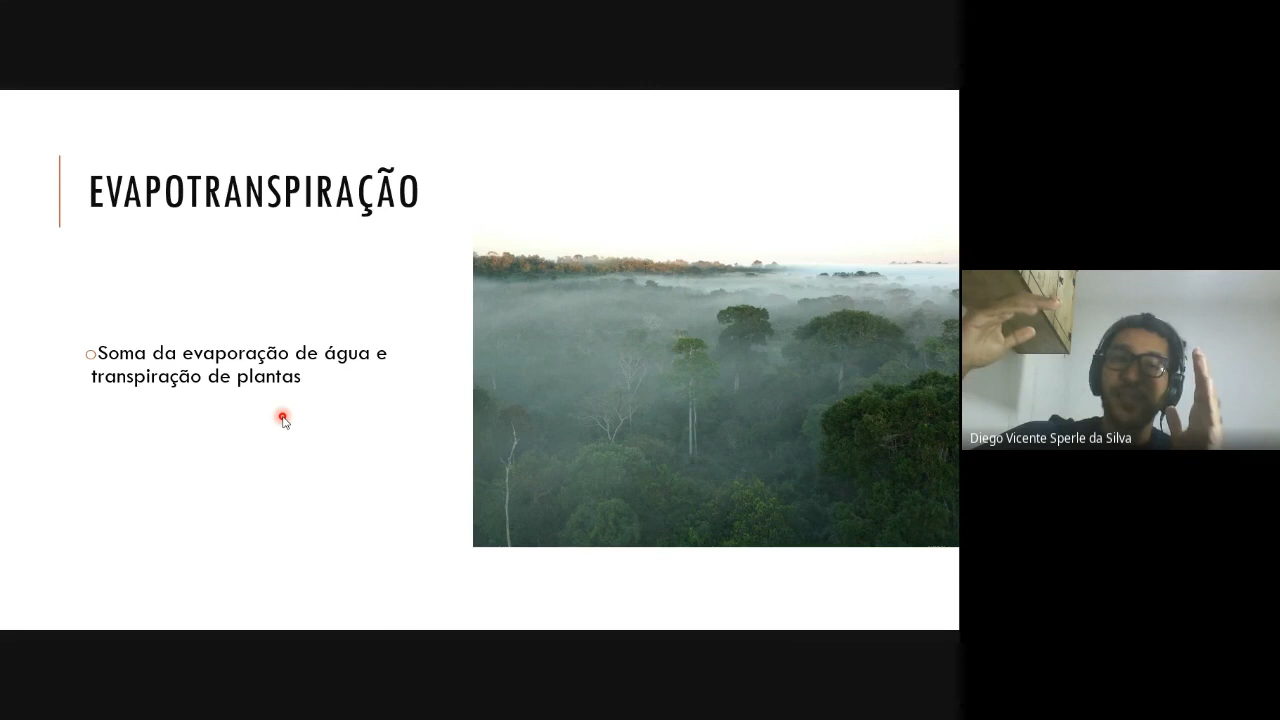 EVAPOTRANSPIRAÇÃO
Soma da evaporação de água e
transpiração de plantas
Diego Vicente Sperle da Silva